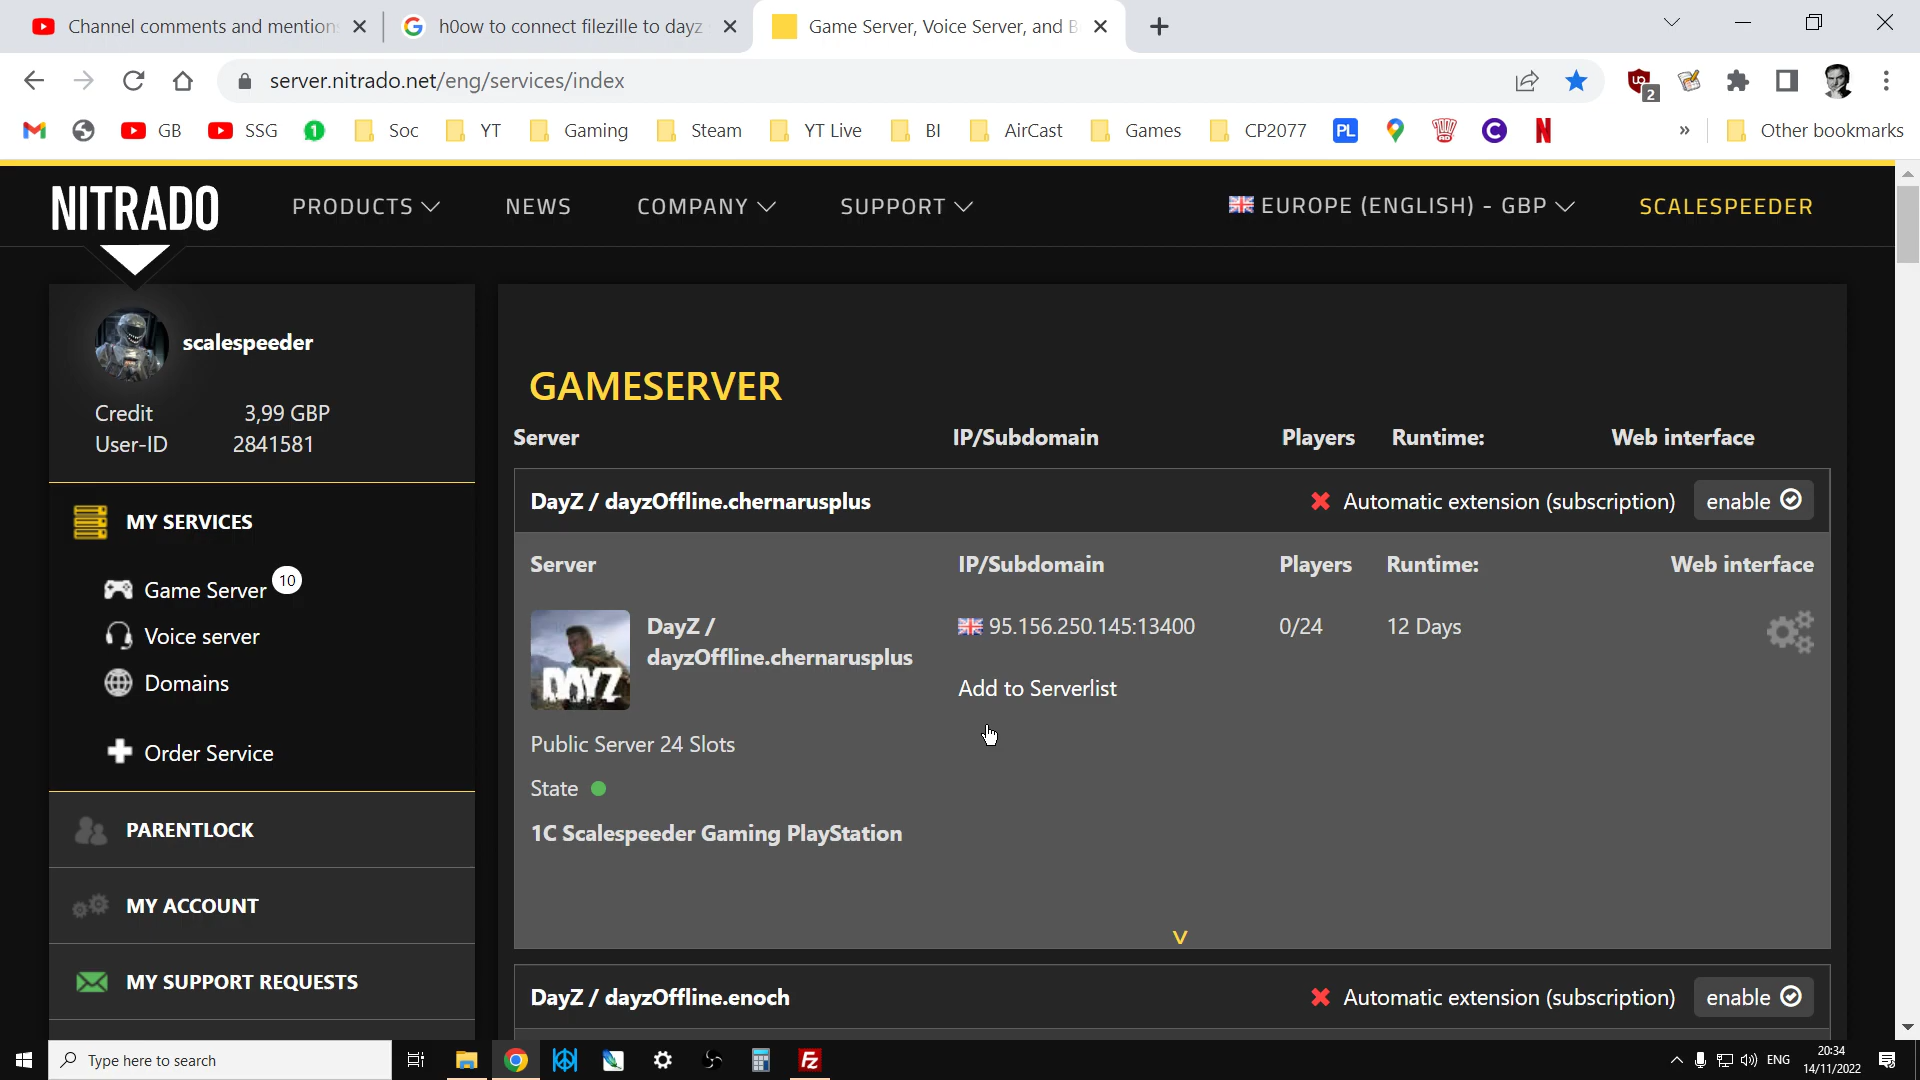 Channel comments and mention
h0ow to connect filezille to dayz
Game Server, Voice Server, and B
server.nitrado.net/eng/services/index
2
GB
SSG
1
Soc
YT
Gaming
Steam
YT Live
BI
AirCast
Games
CP2077
PL
C
N
»
Other bookmarks
NITRADO
PRODUCTS
NEWS
COMPANY
SUPPORT
EUROPE (ENGLISH) - GBP
SCALESPEEDER
scalespeeder
Credit 3,99 GBP
User-ID 2841581
MY SERVICES
Game Server 10
Voice server
Domains
Order Service
PARENTLOCK
MY ACCOUNT
MY SUPPORT REQUESTS
GAMESERVER
Server IP/Subdomain Players Runtime: Web interface
DayZ / dayzOffline.chernarusplus Automatic extension (subscription) enable
Server IP/Subdomain Players Runtime: Web interface
DAYZ
DayZ / 95.156.250.145:13400 0/24 12 Days
dayzOffline.chernarusplus
Add to Serverlist
Public Server 24 Slots
State
1C Scalespeeder Gaming PlayStation
v
DayZ / dayzOffline.enoch Automatic extension (subscription) enable
Type here to search
Fz
ENG
20:34
14/11/2022